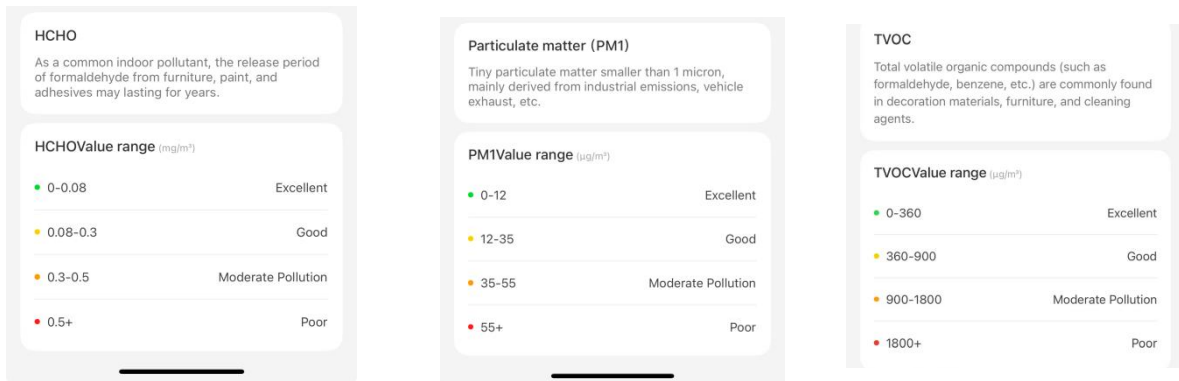 HCHO
As a common indoor pollutant, the release period
of formaldehyde from furniture, paint, and
adhesives may lasting for years.
HCHOValue range (mg/m³)
0-0.08 Excellent
0.08-0.3 Good
0.3-0.5 Moderate Pollution
0.5+ Poor
Particulate matter (PM1)
Tiny particulate matter smaller than 1 micron,
mainly derived from industrial emissions, vehicle
exhaust, etc.
PM1Value range (μg/m³)
0-12 Excellent
12-35 Good
35-55 Moderate Pollution
55+ Poor
TVOC
Total volatile organic compounds (such as
formaldehyde, benzene, etc.) are commonly found
in decoration materials, furniture, and cleaning
agents.
TVOCValue range (μg/m³)
0-360 Excellent
360-900 Good
900-1800 Moderate Pollution
1800+ Poor